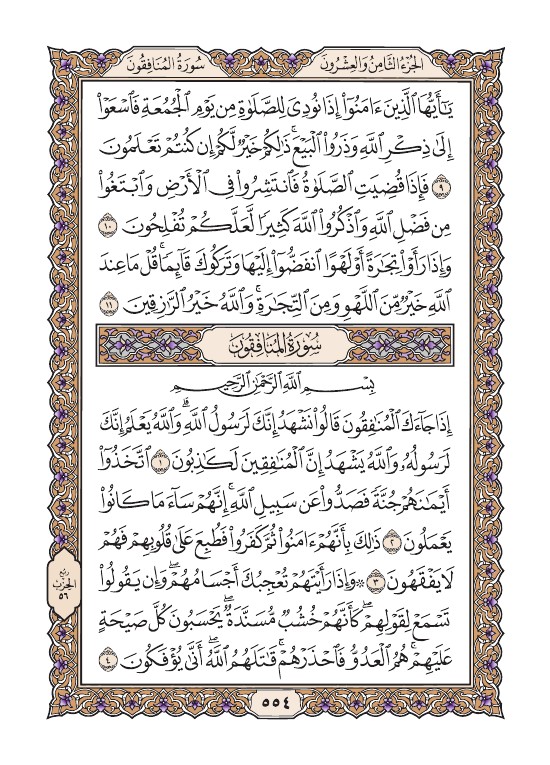 سُورَةُ المُنَافِقُونَ
الجُزْءُ الثَّامِنُ وَالعِشْرُونَ
يَٰٓأَيُّهَا ٱلَّذِينَ ءَامَنُوٓاْ إِذَا نُودِيَ لِلصَّلَوٰةِ مِن يَوۡمِ ٱلۡجُمُعَةِ فَٱسۡعَوۡاْ
إِلَىٰ ذِكۡرِ ٱللَّهِ وَذَرُواْ ٱلۡبَيۡعَۚ ذَٰلِكُمۡ خَيۡرٞ لَّكُمۡ إِن كُنتُمۡ تَعۡلَمُونَ
٩ فَإِذَا قُضِيَتِ ٱلصَّلَوٰةُ فَٱنتَشِرُواْ فِي ٱلۡأَرۡضِ وَٱبۡتَغُواْ
مِن فَضۡلِ ٱللَّهِ وَٱذۡكُرُواْ ٱللَّهَ كَثِيرٗا لَّعَلَّكُمۡ تُفۡلِحُونَ ١٠
وَإِذَا رَأَوۡاْ تِجَٰرَةً أَوۡ لَهۡوًا ٱنفَضُّوٓاْ إِلَيۡهَا وَتَرَكُوكَ قَآئِمٗاۚ قُلۡ مَا عِندَ
ٱللَّهِ خَيۡرٞ مِّنَ ٱللَّهۡوِ وَمِنَ ٱلتِّجَٰرَةِۚ وَٱللَّهُ خَيۡرُ ٱلرَّٰزِقِينَ ١١
سُورَةُ المُنَافِقُونَ
بِسۡمِ ٱللَّهِ ٱلرَّحۡمَٰنِ ٱلرَّحِيمِ
إِذَا جَآءَكَ ٱلۡمُنَٰفِقُونَ قَالُواْ نَشۡهَدُ إِنَّكَ لَرَسُولُ ٱللَّهِۗ وَٱللَّهُ يَعۡلَمُ إِنَّكَ
لَرَسُولُهُۥ وَٱللَّهُ يَشۡهَدُ إِنَّ ٱلۡمُنَٰفِقِينَ لَكَٰذِبُونَ ١ ٱتَّخَذُوٓاْ
أَيۡمَٰنَهُمۡ جُنَّةٗ فَصَدُّواْ عَن سَبِيلِ ٱللَّهِۚ إِنَّهُمۡ سَآءَ مَا كَانُواْ
يَعۡمَلُونَ ٢ ذَٰلِكَ بِأَنَّهُمۡ ءَامَنُواْ ثُمَّ كَفَرُواْ فَطُبِعَ عَلَىٰ قُلُوبِهِمۡ فَهُمۡ
لَا يَفۡقَهُونَ ٣ ۞ وَإِذَا رَأَيۡتَهُمۡ تُعۡجِبُكَ أَجۡسَامُهُمۡۖ وَإِن يَقُولُواْ
تَسۡمَعۡ لِقَوۡلِهِمۡۖ كَأَنَّهُمۡ خُشُبٞ مُّسَنَّدَةٞۖ يَحۡسَبُونَ كُلَّ صَيۡحَةٍ
عَلَيۡهِمۡۚ هُمُ ٱلۡعَدُوُّ فَٱحۡذَرۡهُمۡۚ قَٰتَلَهُمُ ٱللَّهُۖ أَنَّىٰ يُؤۡفَكُونَ ٤
ربع
الحزب
٥٦
٥٥٤